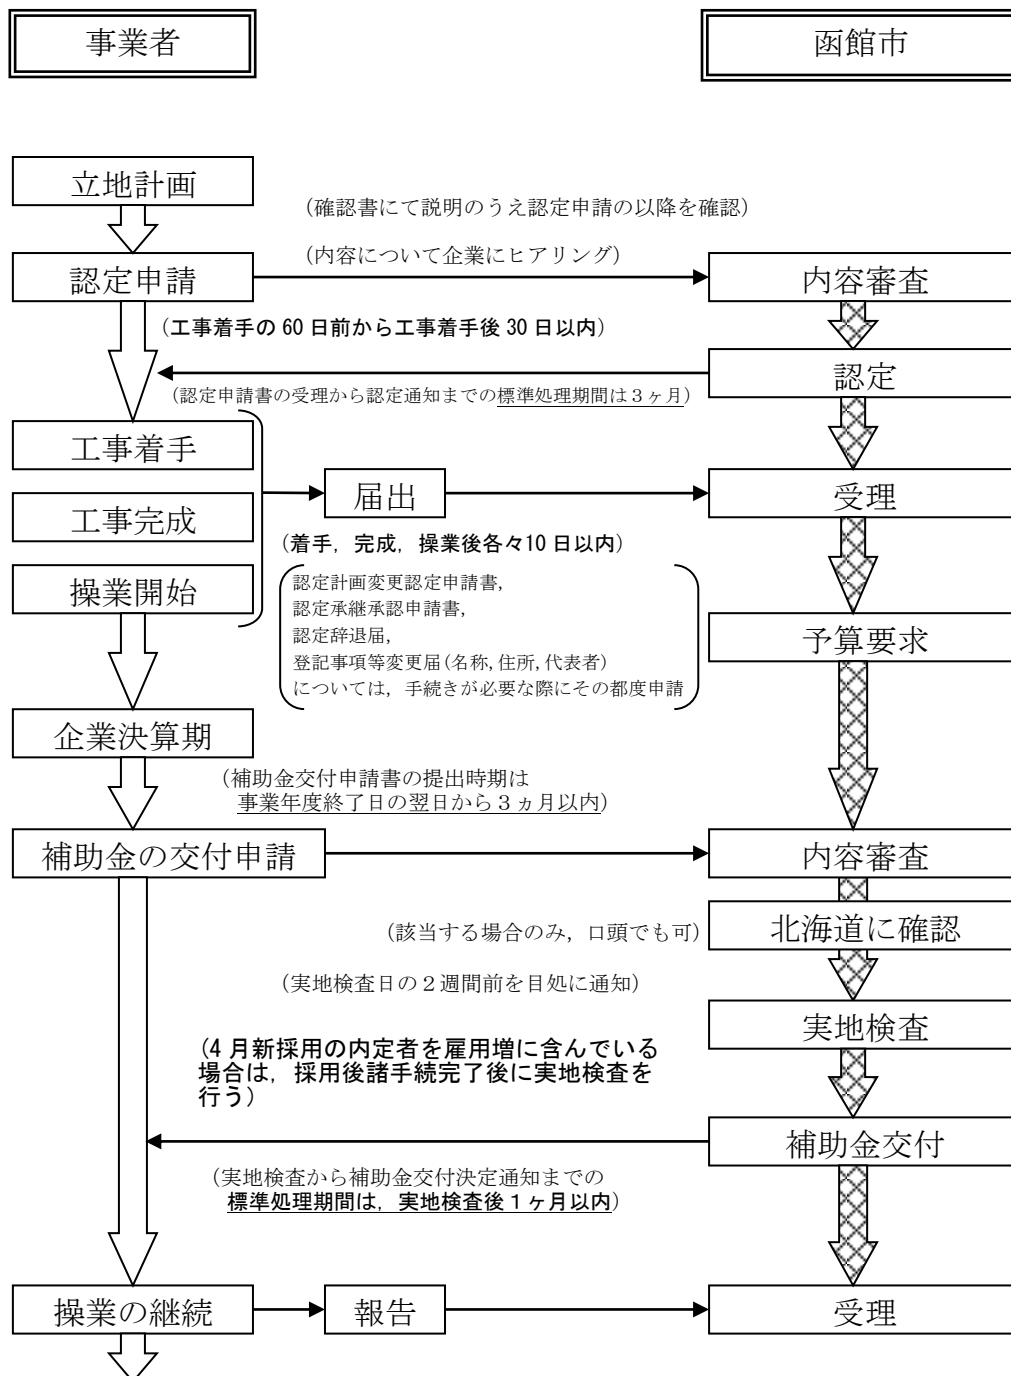 事業者
函館市
立地計画
(確認書にて説明のうえ認定申請の以降を確認)
(内容について企業にヒアリング)
認定申請
内容審査
(工事着手の 60 日前から工事着手後 30 日以内)
認定
(認定申請書の受理から認定通知までの標準処理期間は３ヶ月)
工事着手
届出
受理
工事完成
(着手，完成，操業後各々10 日以内)
操業開始
認定計画変更認定申請書，
認定承継承認申請書，
認定辞退届，
登記事項等変更届(名称，住所，代表者)
については，手続きが必要な際にその都度申請
予算要求
企業決算期
(補助金交付申請書の提出時期は
事業年度終了日の翌日から３ヵ月以内)
補助金の交付申請
内容審査
(該当する場合のみ，口頭でも可)
北海道に確認
(実地検査日の２週間前を目処に通知)
実地検査
(4 月新採用の内定者を雇用増に含んでいる
場合は，採用後諸手続完了後に実地検査を
行う)
補助金交付
(実地検査から補助金交付決定通知までの
標準処理期間は，実地検査後１ヶ月以内)
操業の継続
報告
受理